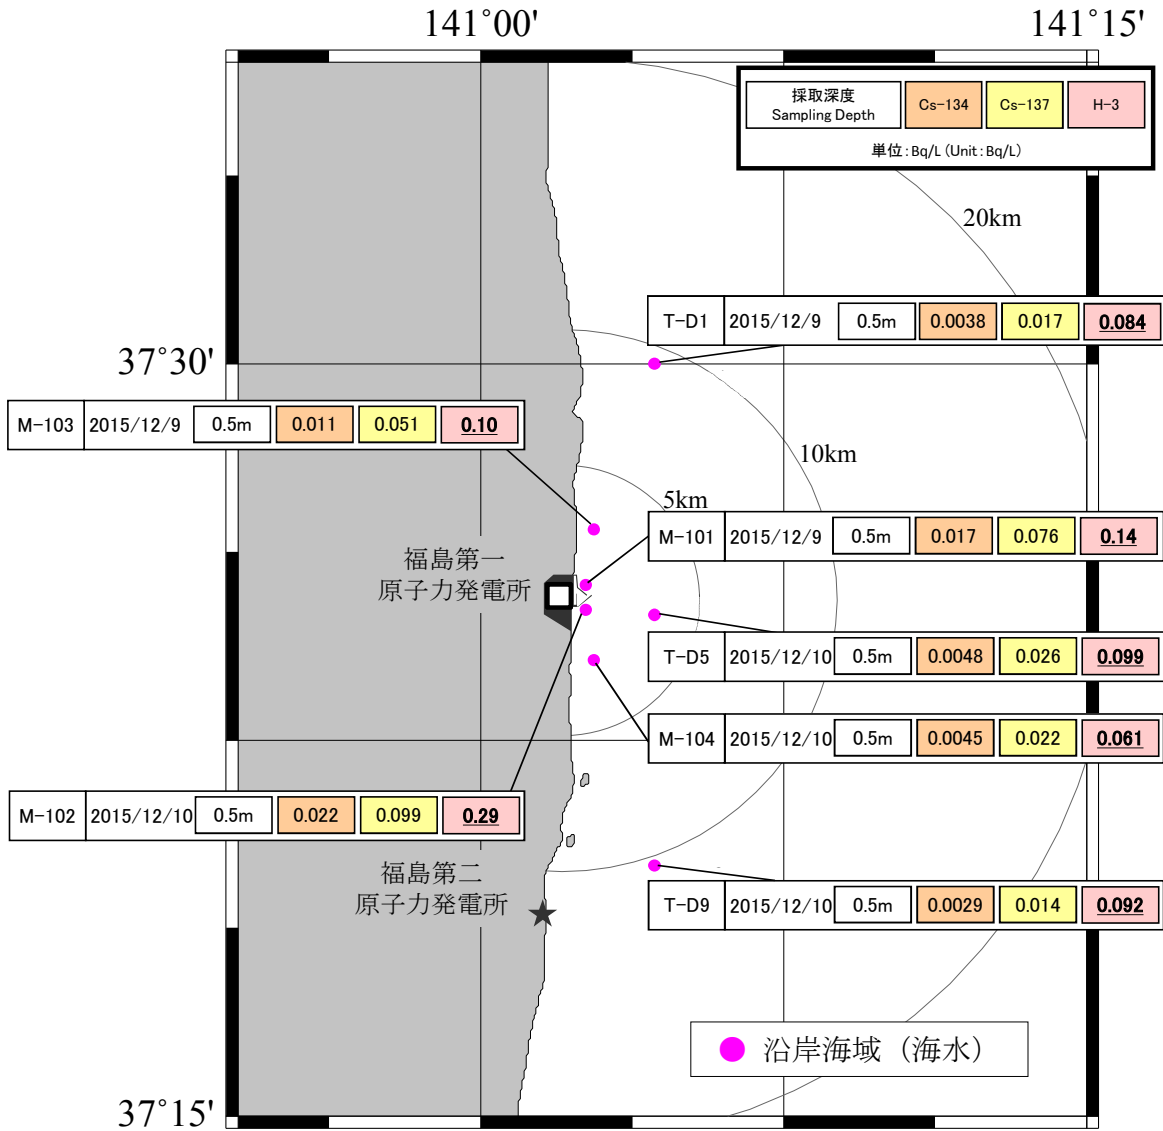 141°00'
141°15'
採取深度
Sampling Depth
Cs-134
Cs-137
H-3
単位:Bq/L (Unit:Bq/L)
20km
T-D1 2015/12/9 0.5m 0.0038 0.017 0.084
37°30'
M-103 2015/12/9 0.5m 0.011 0.051 0.10
10km
5km
M-101 2015/12/9 0.5m 0.017 0.076 0.14
福島第一
原子力発電所
T-D5 2015/12/10 0.5m 0.0048 0.026 0.099
M-104 2015/12/10 0.5m 0.0045 0.022 0.061
M-102 2015/12/10 0.5m 0.022 0.099 0.29
福島第二
原子力発電所
T-D9 2015/12/10 0.5m 0.0029 0.014 0.092
沿岸海域（海水）
37°15'